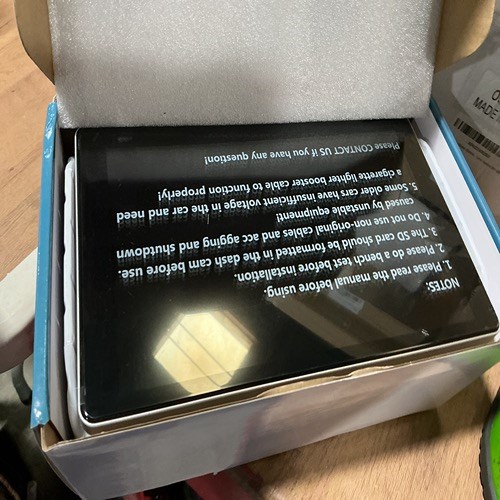 NOTES:
1. Please read the manual before using.
2. Please do a bench test before installation.
3. The SD card should be formatted in the dash cam before use.
4. Do not use non-original cables and acc agging and shutdown
caused by unstable equipment!
5. Some older cars have insufficient voltage in the car and need
a cigarette lighter booster cable to function properly!
Please CONTACT US if you have any question!
MADE